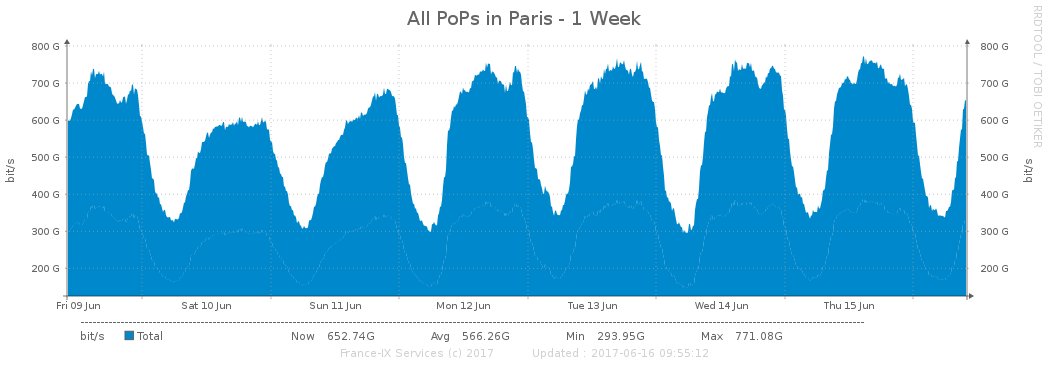 All PoPs in Paris - 1 Week
RRDTOOL / TOBI OETIKER
bit/s
bit/s
800 G 800 G
700 G 700 G
600 G 600 G
500 G 500 G
400 G 400 G
300 G 300 G
200 G 200 G
Fri 09 Jun Sat 10 Jun Sun 11 Jun Mon 12 Jun Tue 13 Jun Wed 14 Jun Thu 15 Jun
bit/s Total Now 652.74G Avg 566.26G Min 293.95G Max 771.08G
France-IX Services (c) 2017 Updated : 2017-06-16 09:55:12